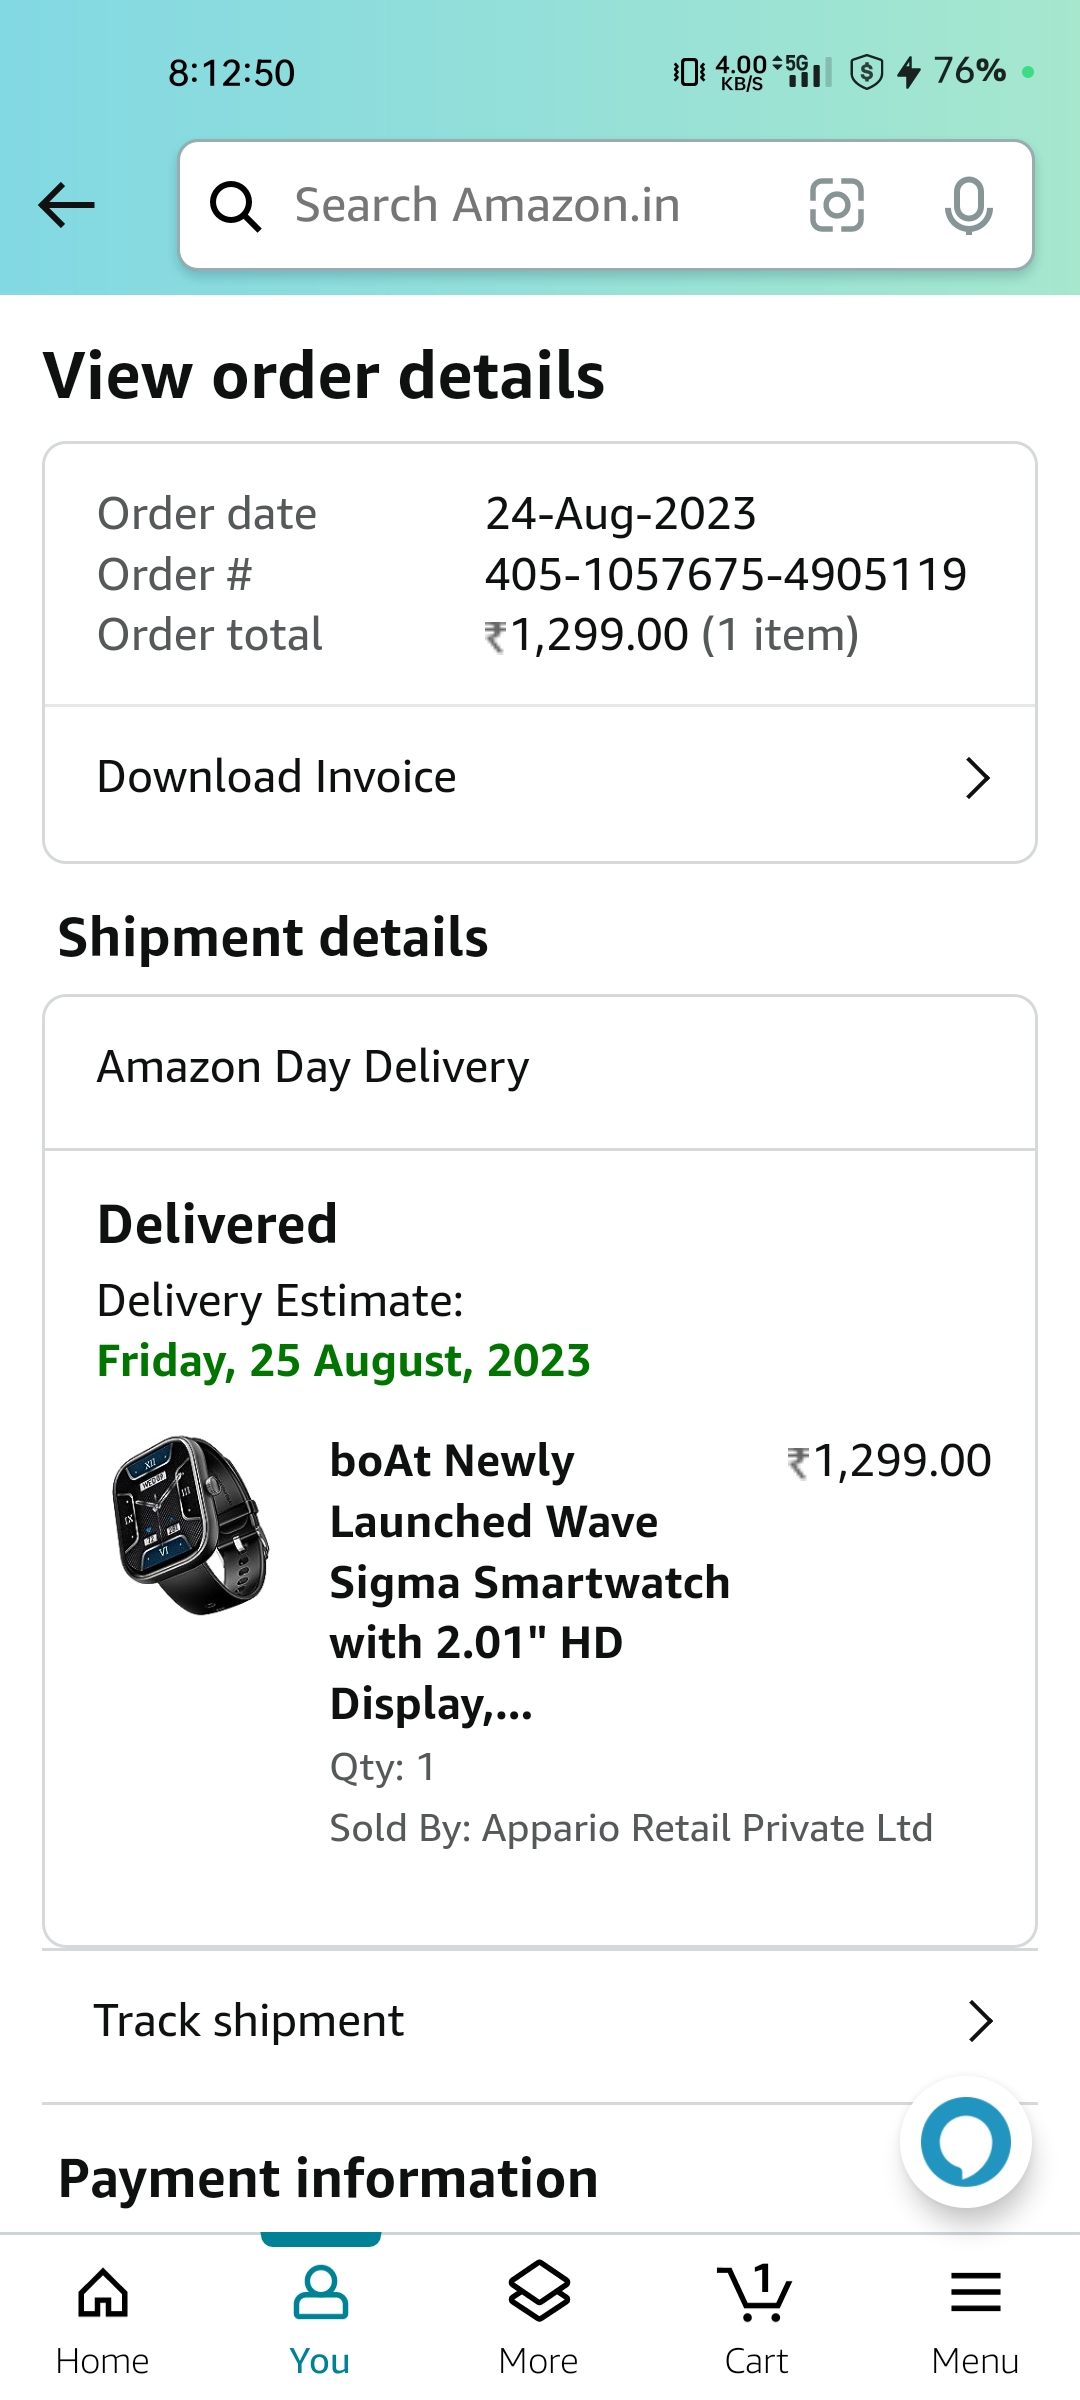 8:12:50
4.00 KB/S 5G 76%
Search Amazon.in
View order details
Order date 24-Aug-2023
Order # 405-1057675-4905119
Order total ₹1,299.00 (1 item)
Download Invoice
Shipment details
Amazon Day Delivery
Delivered
Delivery Estimate:
Friday, 25 August, 2023
boAt Newly ₹1,299.00
Launched Wave
Sigma Smartwatch
with 2.01" HD
Display,...
Qty: 1
Sold By: Appario Retail Private Ltd
Track shipment
Payment information
1
Home You More Cart Menu